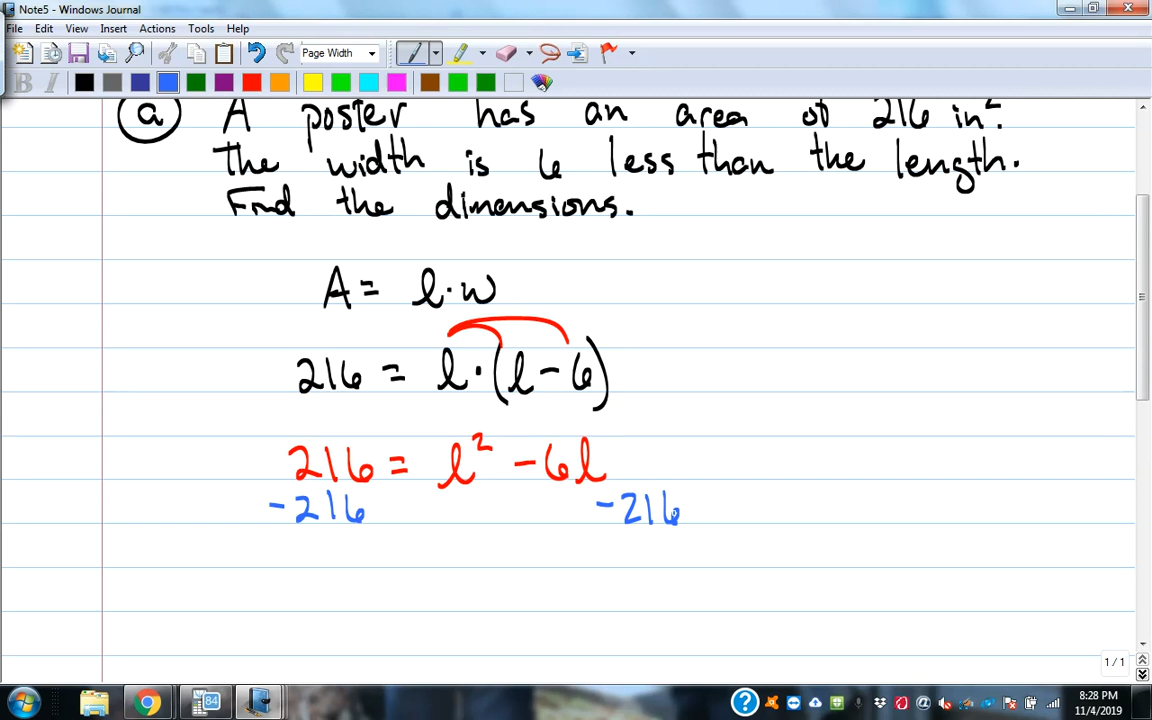 Note5 - Windows Journal
File Edit View Insert Actions Tools Help
Page Width
B I
(a) A poster has an area of 216 in².
The width is 6 less than the length.
Find the dimensions.
A = l·w
216 = l·(l-6)
216 = l² - 6l
-216 -216
1/1
84
8:28 PM
11/4/2019